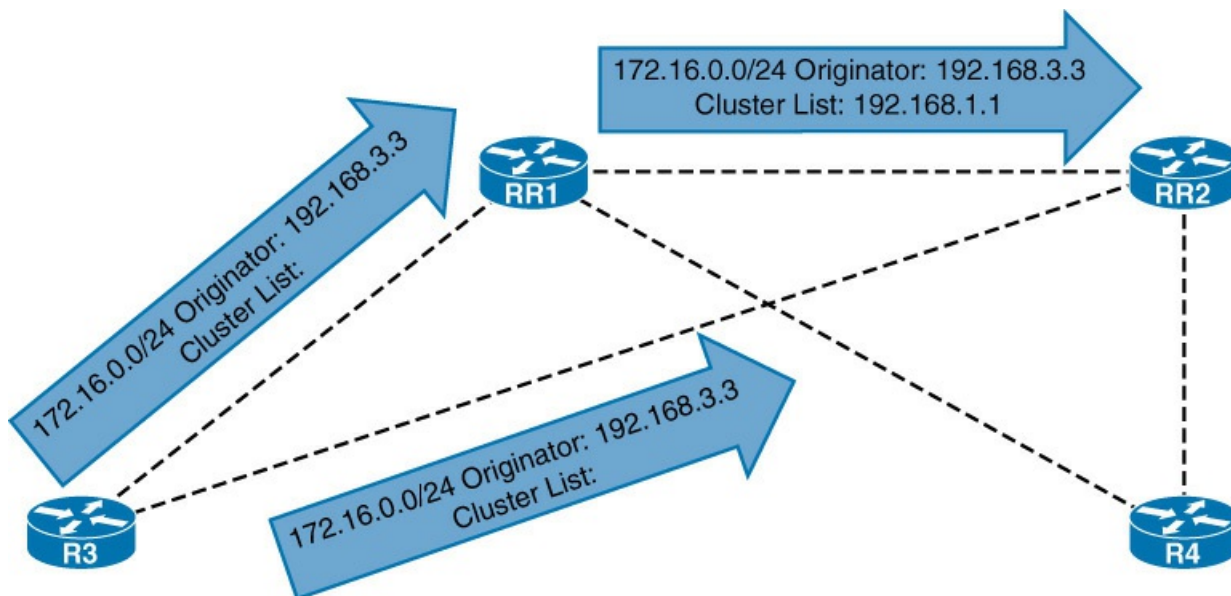 172.16.0.0/24 Originator: 192.168.3.3
Cluster List: 192.168.1.1
172.16.0.0/24 Originator: 192.168.3.3
Cluster List:
RR1
RR2
172.16.0.0/24 Originator: 192.168.3.3
Cluster List:
R3
R4